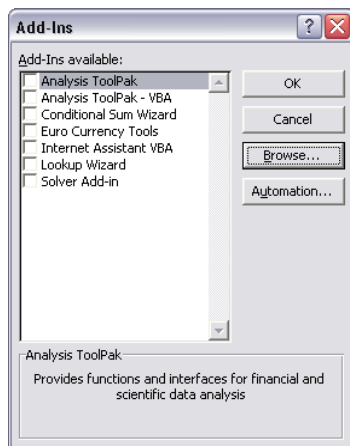 Add-Ins
?
Add-Ins available:
Analysis ToolPak
Analysis ToolPak - VBA
Conditional Sum Wizard
Euro Currency Tools
Internet Assistant VBA
Lookup Wizard
Solver Add-in
OK
Cancel
Browse...
Automation...
Analysis ToolPak
Provides functions and interfaces for financial and
scientific data analysis